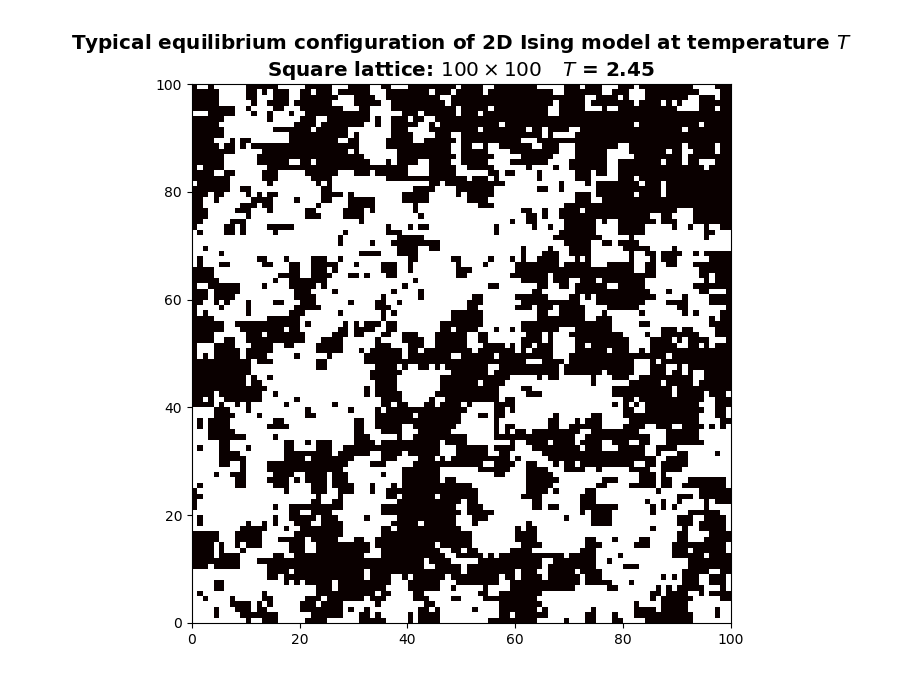 Typical equilibrium configuration of 2D Ising model at temperature T
Square lattice: 100 × 100 T = 2.45
100
80
60
40
20
0
0 20 40 60 80 100